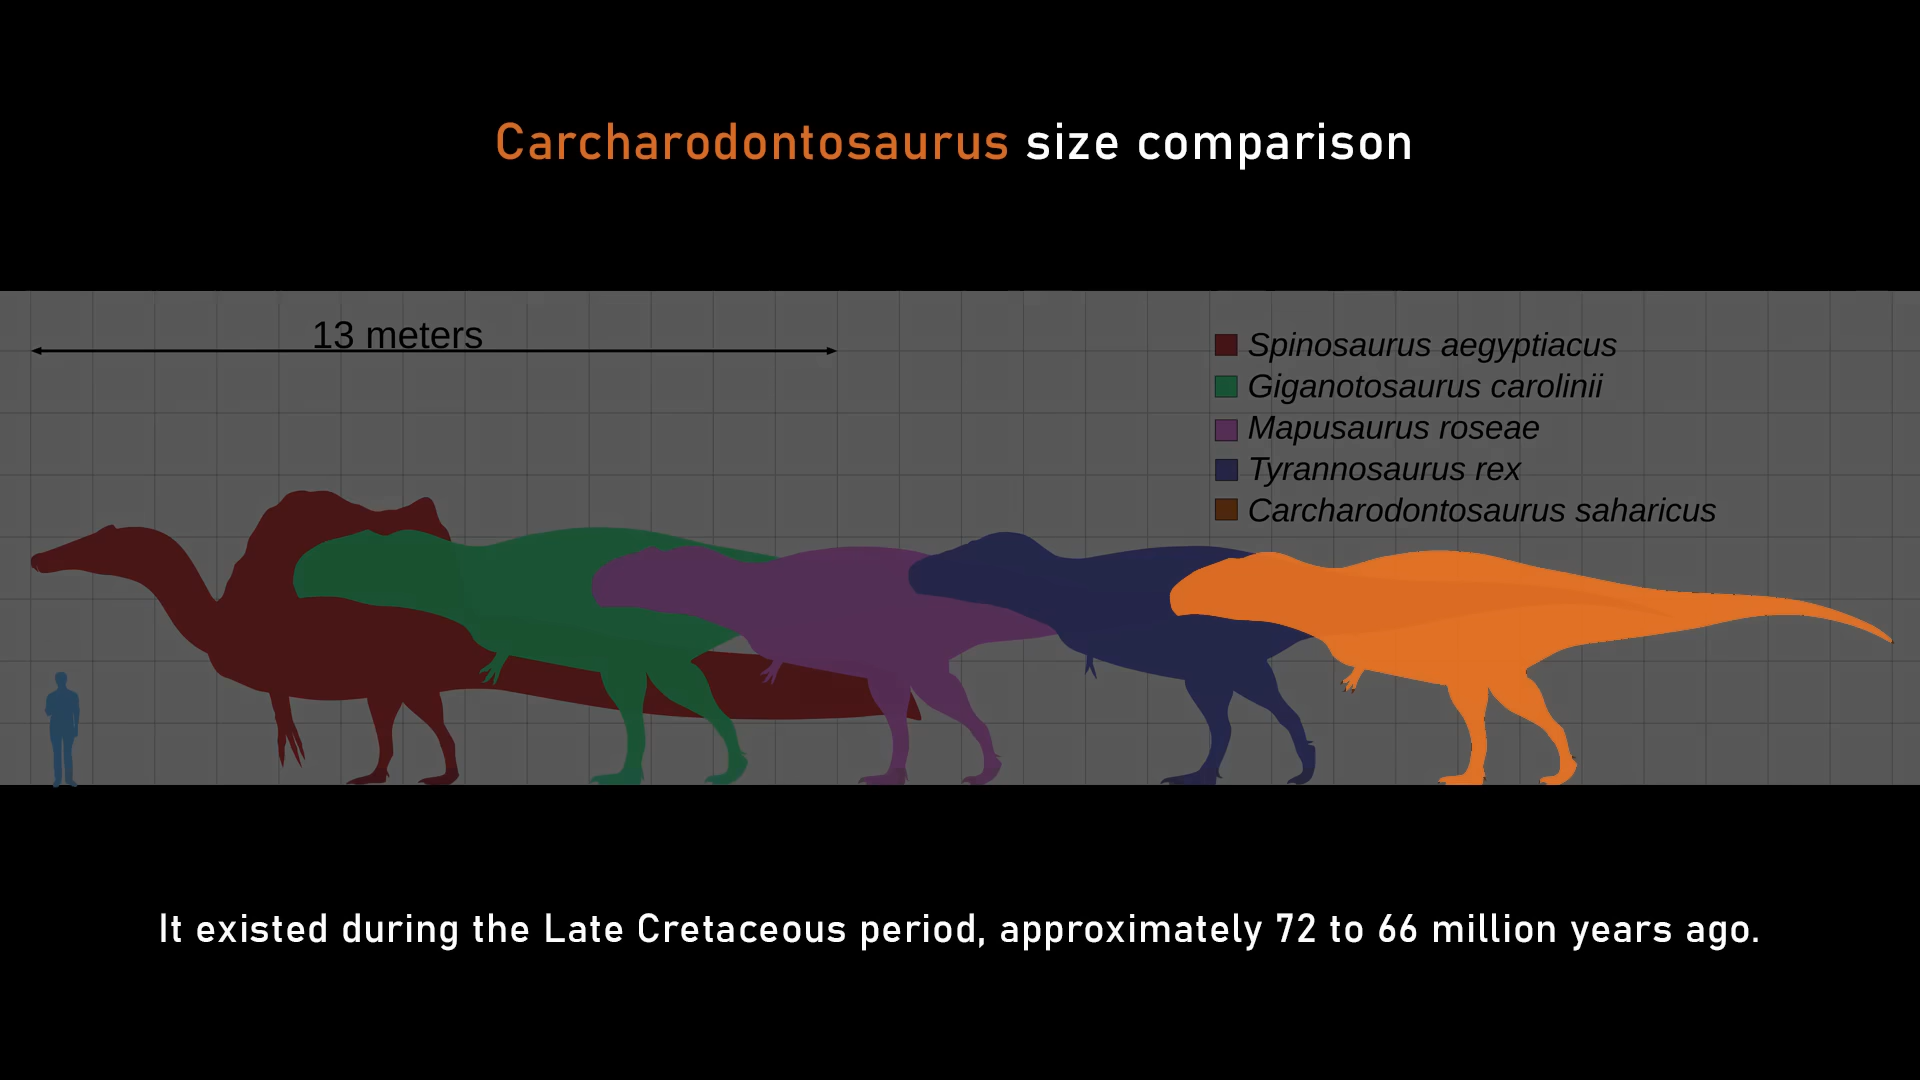 Carcharodontosaurus size comparison
13 meters
Spinosaurus aegyptiacus
Giganotosaurus carolinii
Mapusaurus roseae
Tyrannosaurus rex
Carcharodontosaurus saharicus
It existed during the Late Cretaceous period, approximately 72 to 66 million years ago.